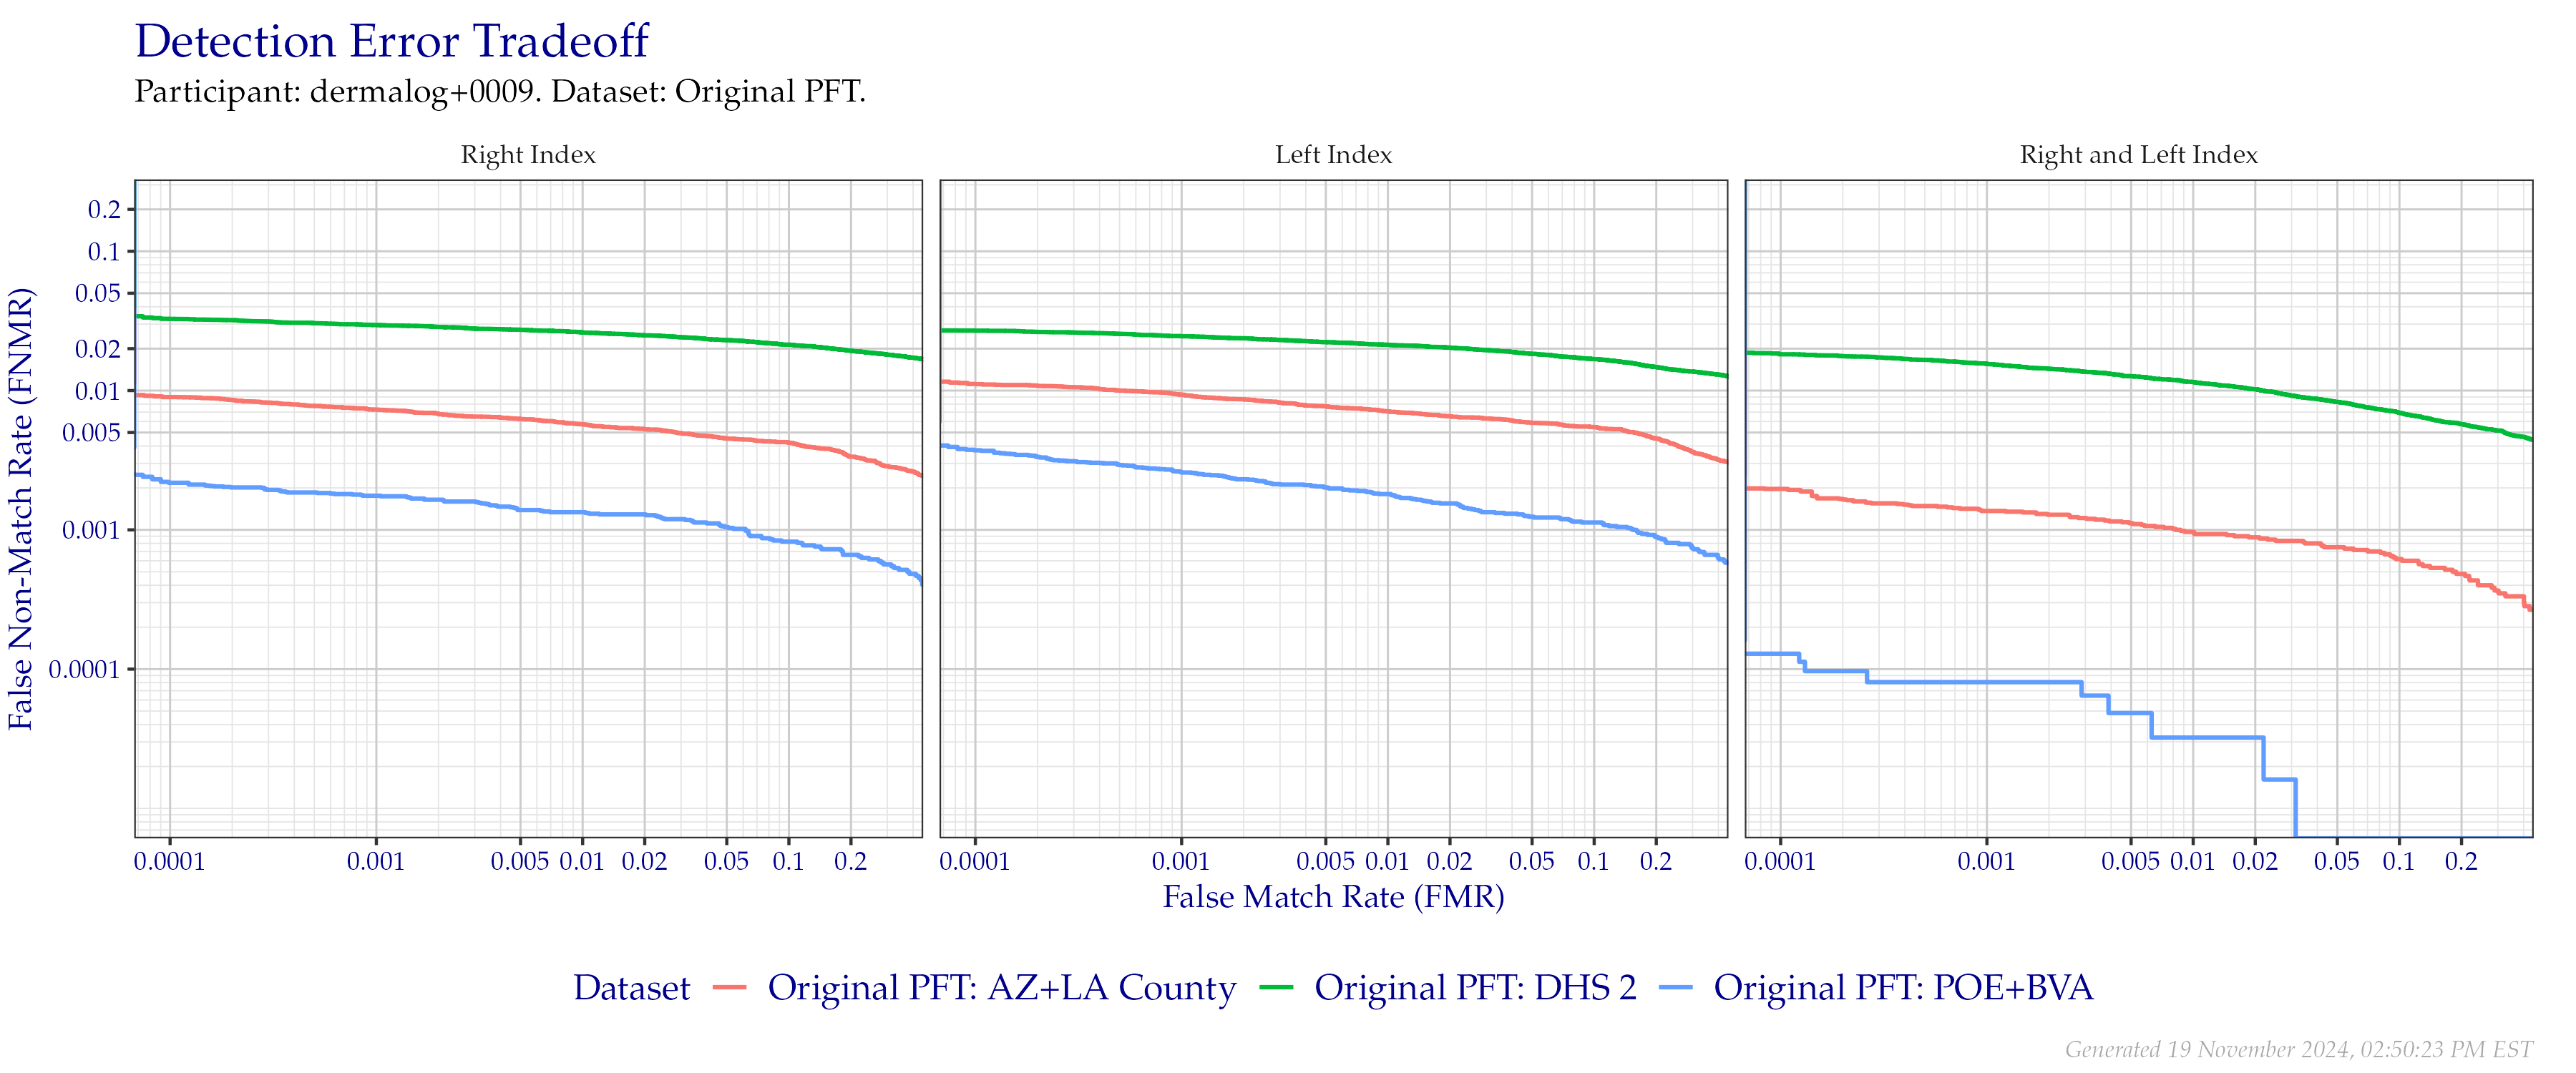 Detection Error Tradeoff
Participant: dermalog+0009. Dataset: Original PFT.
Right Index
Left Index
Right and Left Index
False Non-Match Rate (FNMR)
0.2
0.1
0.05
0.02
0.01
0.005
0.001
0.0001
0.0001 0.001 0.005 0.01 0.02 0.05 0.1 0.2
0.0001 0.001 0.005 0.01 0.02 0.05 0.1 0.2
0.0001 0.001 0.005 0.01 0.02 0.05 0.1 0.2
False Match Rate (FMR)
Dataset Original PFT: AZ+LA County Original PFT: DHS 2 Original PFT: POE+BVA
Generated 19 November 2024, 02:50:23 PM EST